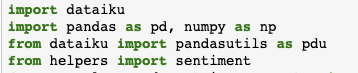 import dataiku
import pandas as pd, numpy as np
from dataiku import pandasutils as pdu
from helpers import sentiment